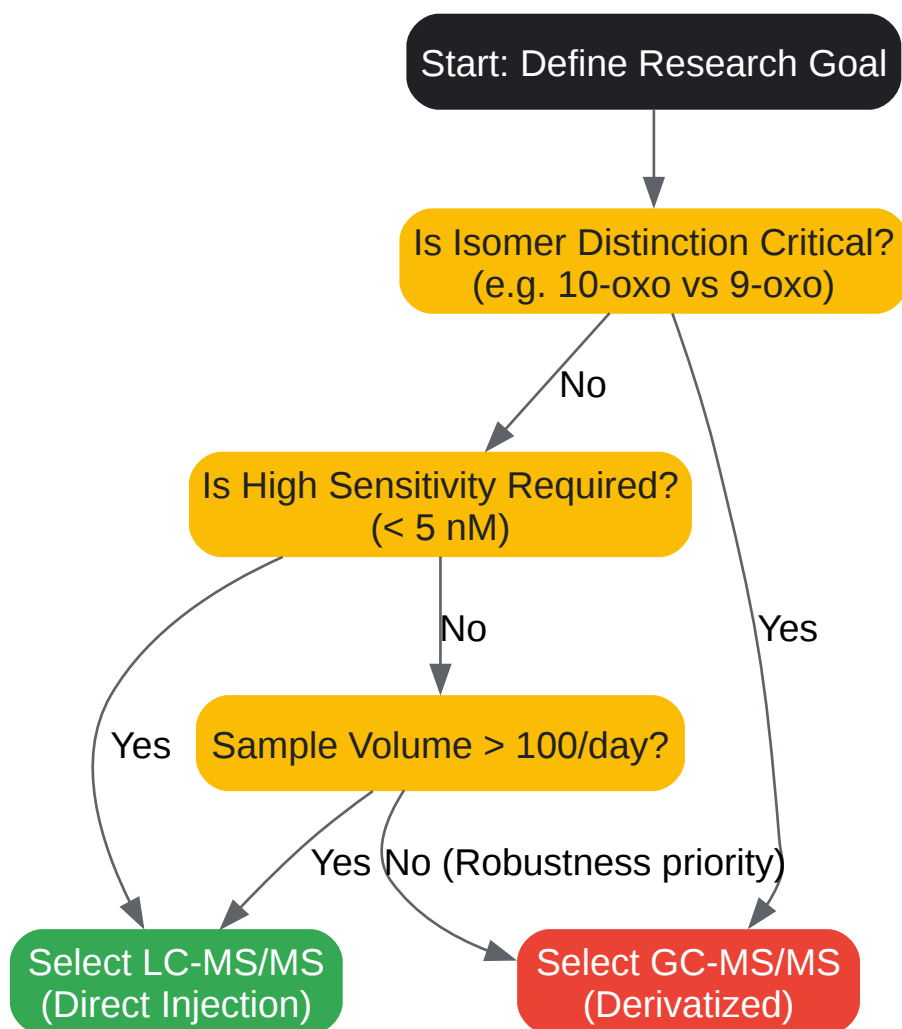 Start: Define Research Goal
Is Isomer Distinction Critical?
(e.g. 10-oxo vs 9-oxo)
No
Is High Sensitivity Required?
(< 5 nM)
No
Yes
Yes
Sample Volume > 100/day?
Yes
No (Robustness priority)
Select LC-MS/MS
(Direct Injection)
Select GC-MS/MS
(Derivatized)